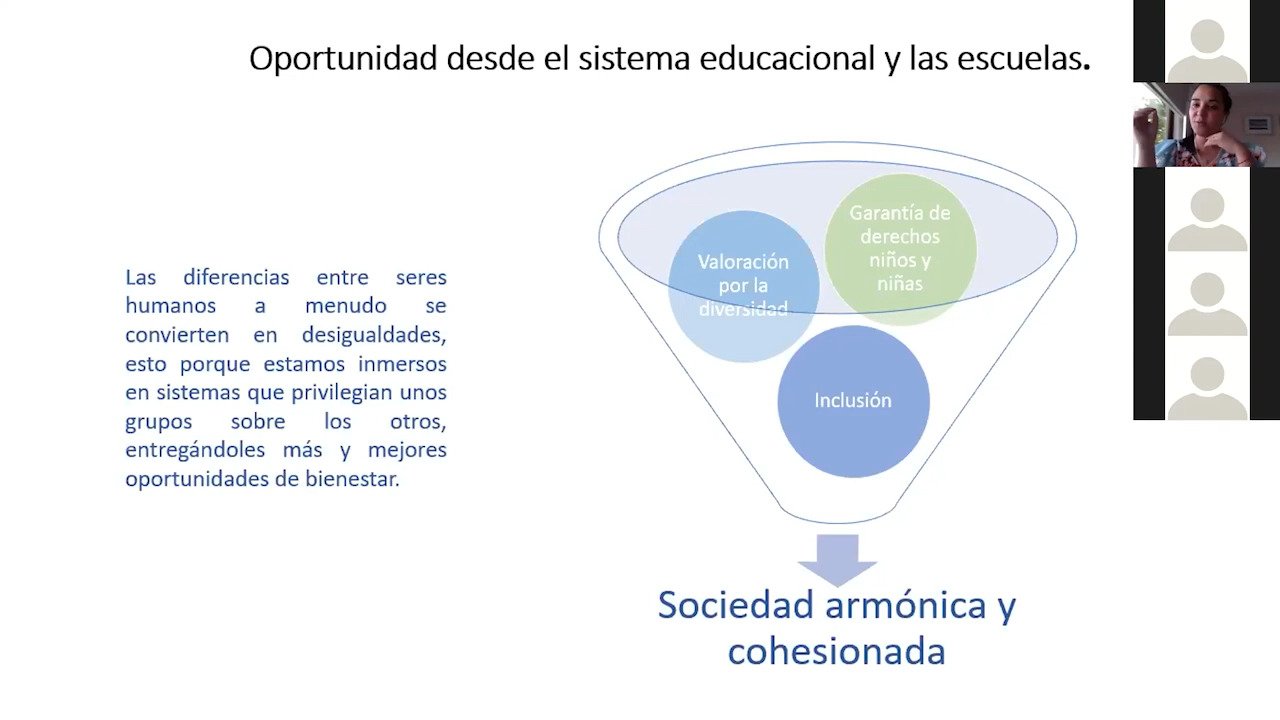 Oportunidad desde el sistema educacional y las escuelas.
Las diferencias entre seres
humanos a menudo se
convierten en desigualdades,
esto porque estamos inmersos
en sistemas que privilegian unos
grupos sobre los otros,
entregándoles más y mejores
oportunidades de bienestar.
Valoración
por la
diversidad
Garantía de
derechos
niños y
niñas
Inclusión
Sociedad armónica y
cohesionada